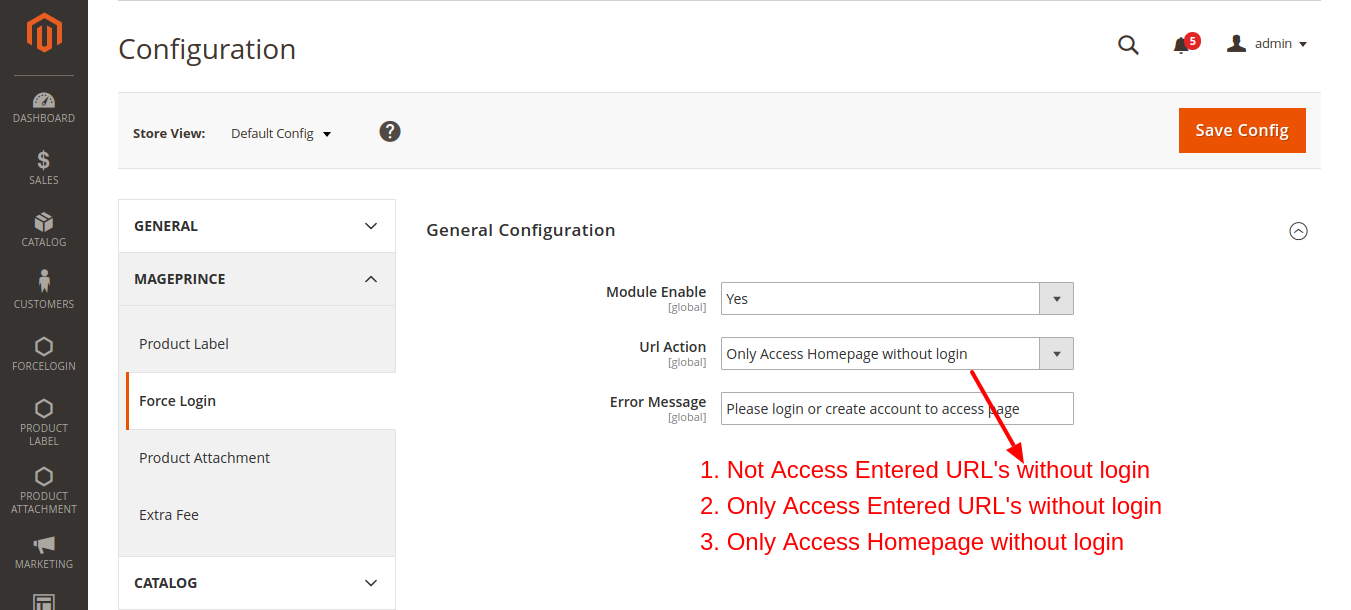 Configuration
5
admin
Store View:
Default Config
?
Save Config
DASHBOARD
$
SALES
CATALOG
CUSTOMERS
FORCELOGIN
PRODUCT
LABEL
PRODUCT
ATTACHMENT
MARKETING
GENERAL
MAGEPRINCE
Product Label
Force Login
Product Attachment
Extra Fee
CATALOG
General Configuration
Module Enable
[global]
Yes
Url Action
[global]
Only Access Homepage without login
Error Message
[global]
Please login or create account to access page
1. Not Access Entered URL's without login
2. Only Access Entered URL's without login
3. Only Access Homepage without login